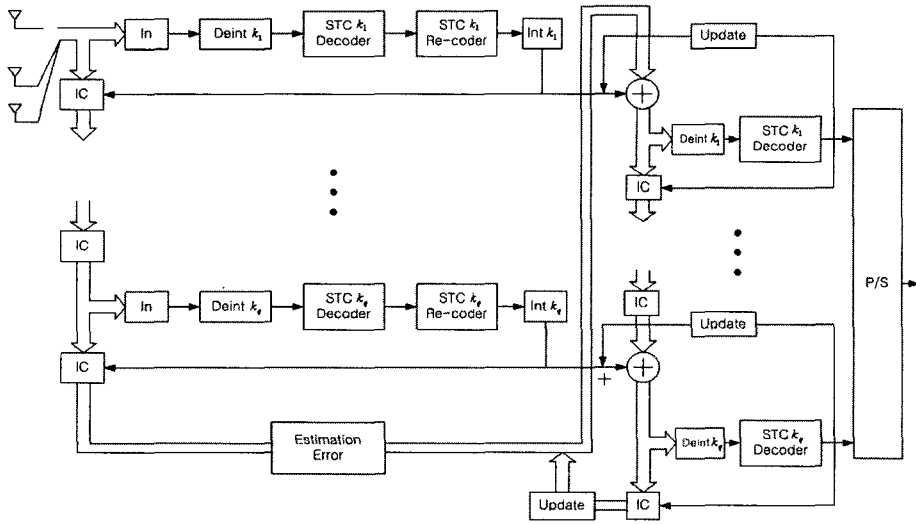 In
Deint k₁
STC k₁
Decoder
STC k₁
Re-coder
Int k₁
Update
IC
+
Deint k₁
STC k₁
Decoder
IC
IC
P/S
In
Deint kq
STC kq
Decoder
STC kq
Re-coder
Int kq
IC
Update
IC
+
+
Estimation
Error
Deint kq
STC kq
Decoder
Update
IC